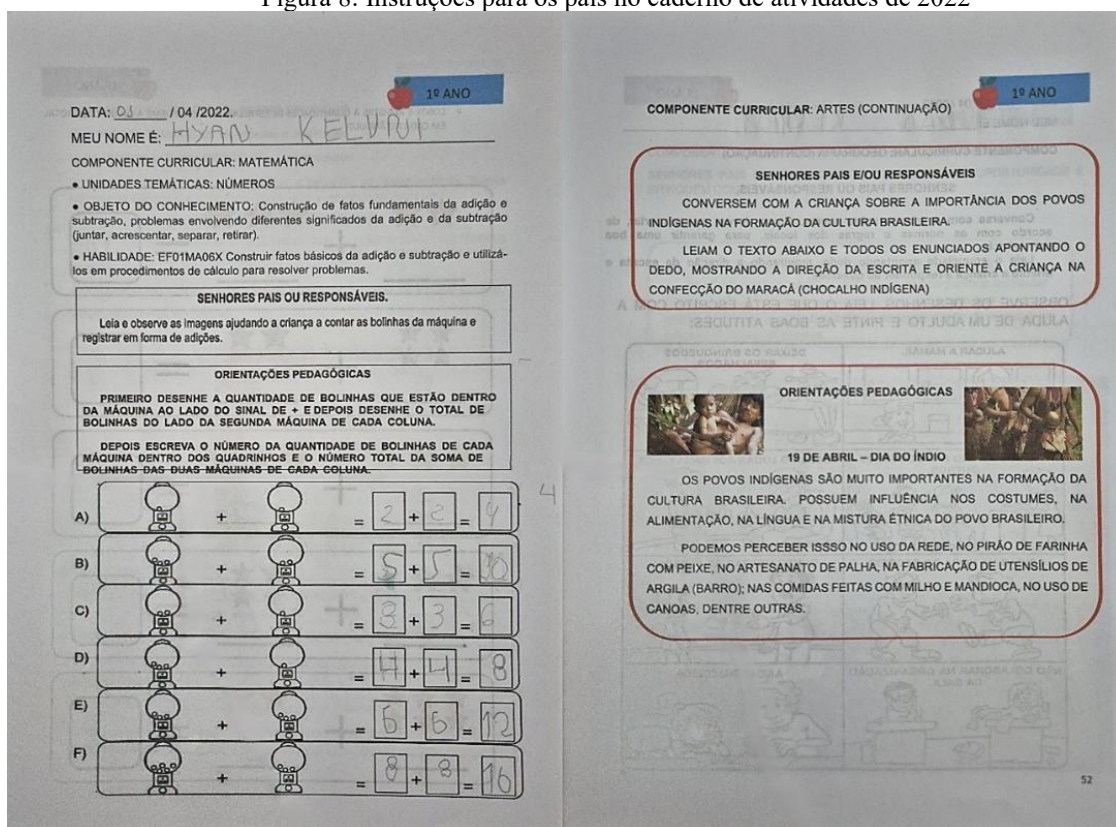 Figura 8: Instruções para os pais no caderno de atividades de 2022
1º ANO
DATA: 05 / 04 /2022.
MEU NOME É: HYAN KELVIN
COMPONENTE CURRICULAR: MATEMÁTICA
• UNIDADES TEMÁTICAS: NÚMEROS
• OBJETO DO CONHECIMENTO: Construção de fatos fundamentais da adição e
subtração, problemas envolvendo diferentes significados da adição e da subtração
(juntar, acrescentar, separar, retirar).
• HABILIDADE: EF01MA06X Construir fatos básicos da adição e subtração e utilizá-
los em procedimentos de cálculo para resolver problemas.
SENHORES PAIS OU RESPONSÁVEIS.
Leia e observe as imagens ajudando a criança a contar as bolinhas da máquina e
registrar em forma de adições.
ORIENTAÇÕES PEDAGÓGICAS
PRIMEIRO DESENHE A QUANTIDADE DE BOLINHAS QUE ESTÃO DENTRO
DA MÁQUINA AO LADO DO SINAL DE + E DEPOIS DESENHE O TOTAL DE
BOLINHAS DO LADO DA SEGUNDA MÁQUINA DE CADA COLUNA.
DEPOIS ESCREVA O NÚMERO DA QUANTIDADE DE BOLINHAS DE CADA
MÁQUINA DENTRO DOS QUADRINHOS E O NÚMERO TOTAL DA SOMA DE
BOLINHAS DAS DUAS MÁQUINAS DE CADA COLUNA.
A) + = 2 + 2 = 4 4
B) + = 5 + 5 = 10
C) + = 3 + 3 = 6
D) + = 4 + 4 = 8
E) + = 6 + 6 = 12
F) + = 8 + 8 = 16
1º ANO
COMPONENTE CURRICULAR: ARTES (CONTINUAÇÃO)
SENHORES PAIS E/OU RESPONSÁVEIS
CONVERSEM COM A CRIANÇA SOBRE A IMPORTÂNCIA DOS POVOS
INDÍGENAS NA FORMAÇÃO DA CULTURA BRASILEIRA.
LEIAM O TEXTO ABAIXO E TODOS OS ENUNCIADOS APONTANDO O
DEDO, MOSTRANDO A DIREÇÃO DA ESCRITA E ORIENTE A CRIANÇA NA
CONFECÇÃO DO MARACÁ (CHOCALHO INDÍGENA)
ORIENTAÇÕES PEDAGÓGICAS
19 DE ABRIL – DIA DO ÍNDIO
OS POVOS INDÍGENAS SÃO MUITO IMPORTANTES NA FORMAÇÃO DA
CULTURA BRASILEIRA. POSSUEM INFLUÊNCIA NOS COSTUMES, NA
ALIMENTAÇÃO, NA LÍNGUA E NA MISTURA ÉTNICA DO POVO BRASILEIRO.
PODEMOS PERCEBER ISSSO NO USO DA REDE, NO PIRÃO DE FARINHA
COM PEIXE, NO ARTESANATO DE PALHA, NA FABRICAÇÃO DE UTENSÍLIOS DE
ARGILA (BARRO); NAS COMIDAS FEITAS COM MILHO E MANDIOCA, NO USO DE
CANOAS, DENTRE OUTRAS.
52